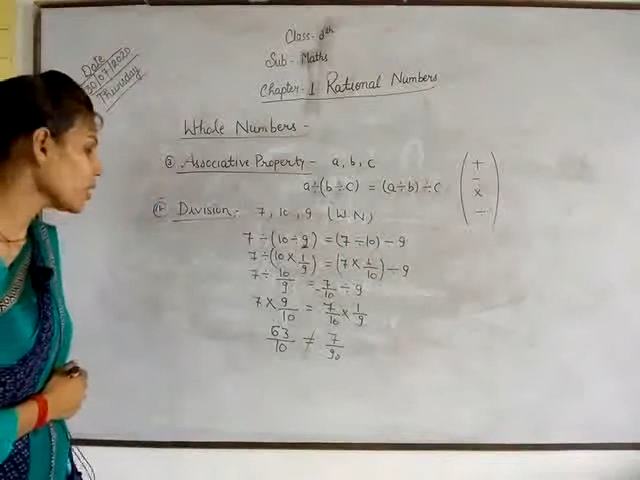 Date
30/07/2020
Thursday
Class- 8th
Sub- Maths
Chapter-1 Rational Numbers
Whole Numbers -
③ Associative Property - a, b, c
a÷(b÷c) = (a÷b)÷c
( + − × ÷ )
Division: 7, 10, 9 (W.N)
7÷(10÷9) = (7÷10)-9
7÷(10×1/9) = (7×1/10)÷9
7÷ 10/9 = 7/10 ÷ 9
7× 9/10 = 7/10 × 1/9
63/10 ≠ 7/90